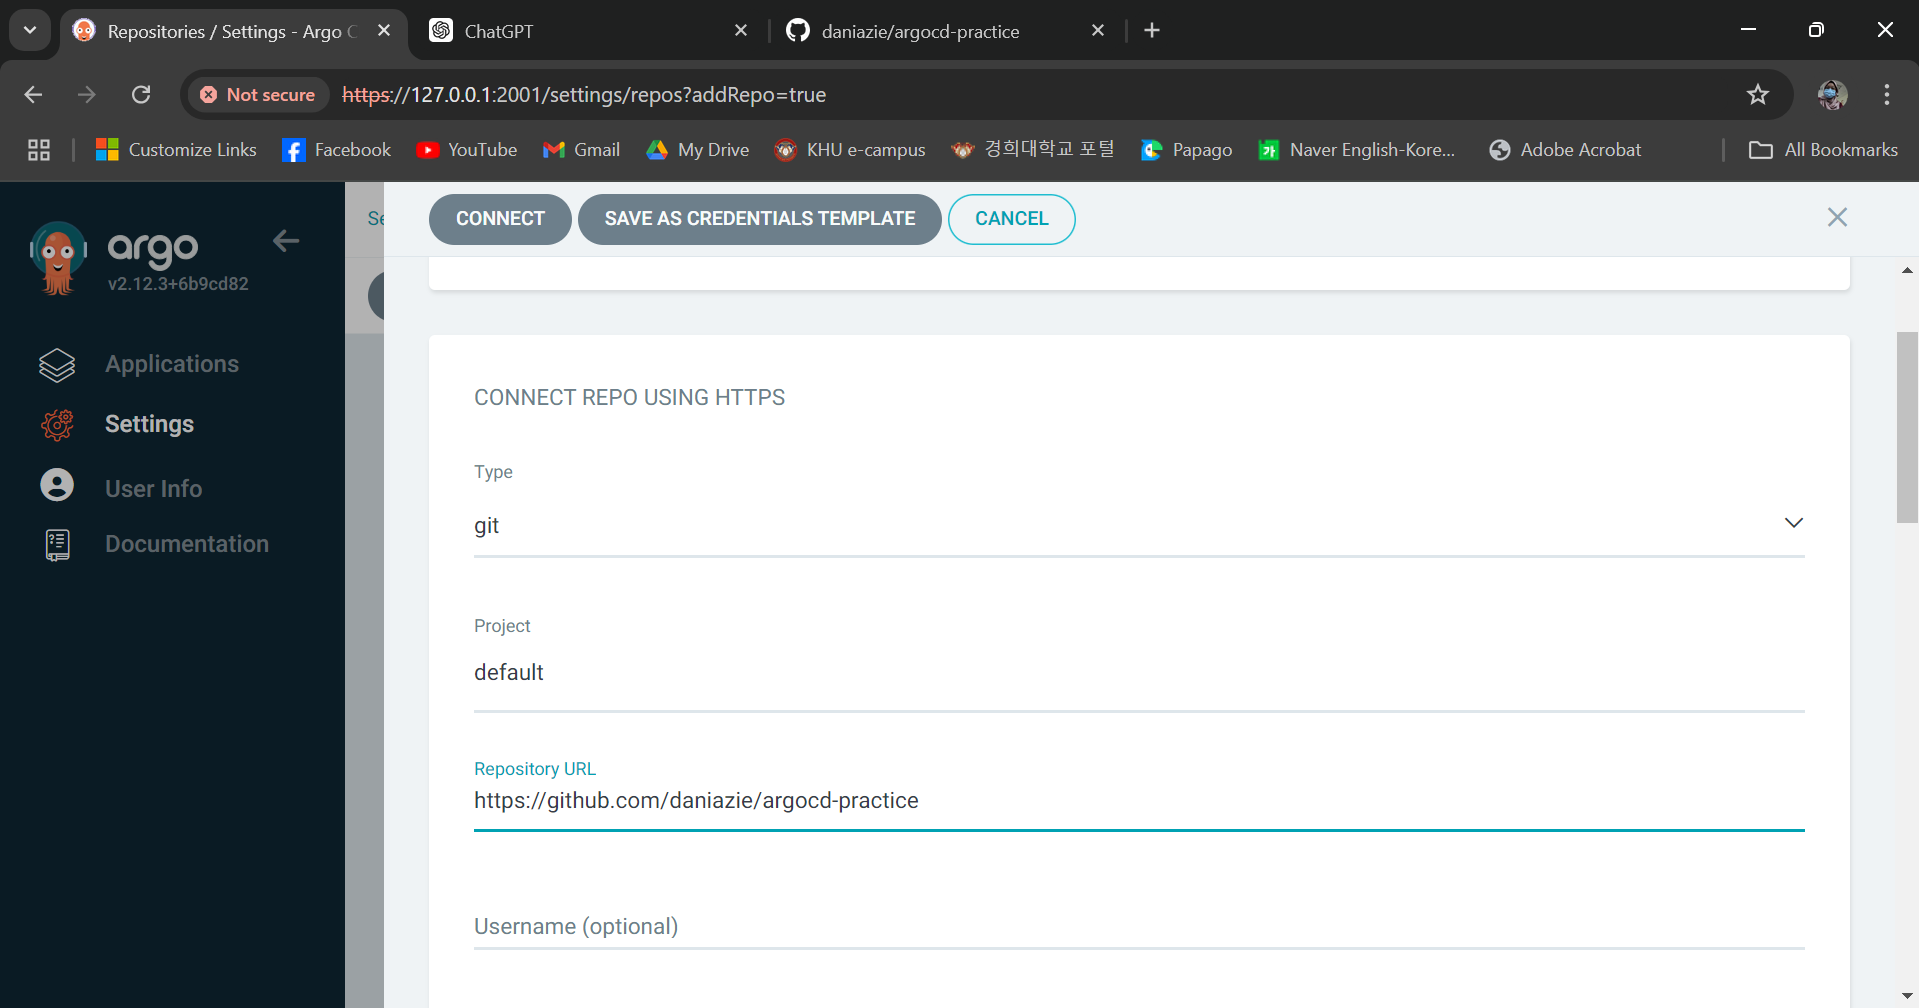 Repositories / Settings - Argo C
ChatGPT
daniazie/argocd-practice
Not secure
https://127.0.0.1:2001/settings/repos?addRepo=true
Customize Links
Facebook
YouTube
Gmail
My Drive
KHU e-campus
경희대학교 포털
Papago
Naver English-Kore...
Adobe Acrobat
All Bookmarks
argo
v2.12.3+6b9cd82
Applications
Settings
User Info
Documentation
Se
CONNECT
SAVE AS CREDENTIALS TEMPLATE
CANCEL
CONNECT REPO USING HTTPS
Type
git
Project
default
Repository URL
https://github.com/daniazie/argocd-practice
Username (optional)